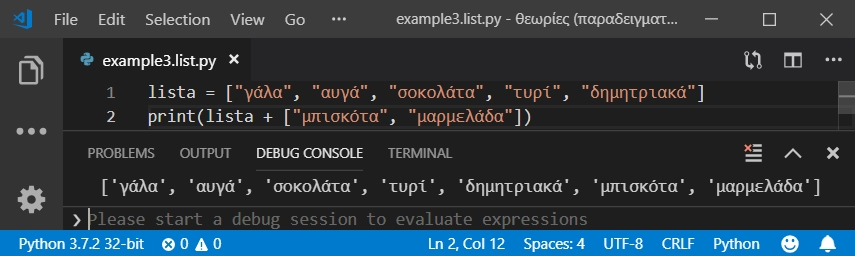 File Edit Selection View Go ··· example3.list.py - θεωρίες (παραδειγματ...
example3.list.py
1 lista = ["γάλα", "αυγά", "σοκολάτα", "τυρί", "δημητριακά"]
2 print(lista + ["μπισκότα", "μαρμελάδα"])
PROBLEMS OUTPUT DEBUG CONSOLE TERMINAL
['γάλα', 'αυγά', 'σοκολάτα', 'τυρί', 'δημητριακά', 'μπισκότα', 'μαρμελάδα']
Please start a debug session to evaluate expressions
Python 3.7.2 32-bit 0 0 Ln 2, Col 12 Spaces: 4 UTF-8 CRLF Python